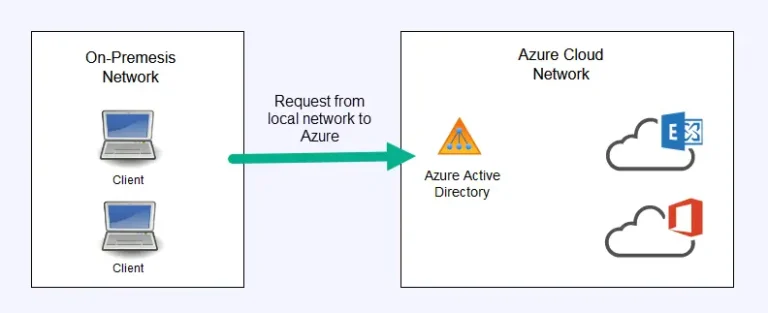 On-Premesis
Network
Client
Client
Request from
local network to
Azure
Azure Cloud
Network
Azure Active
Directory
E